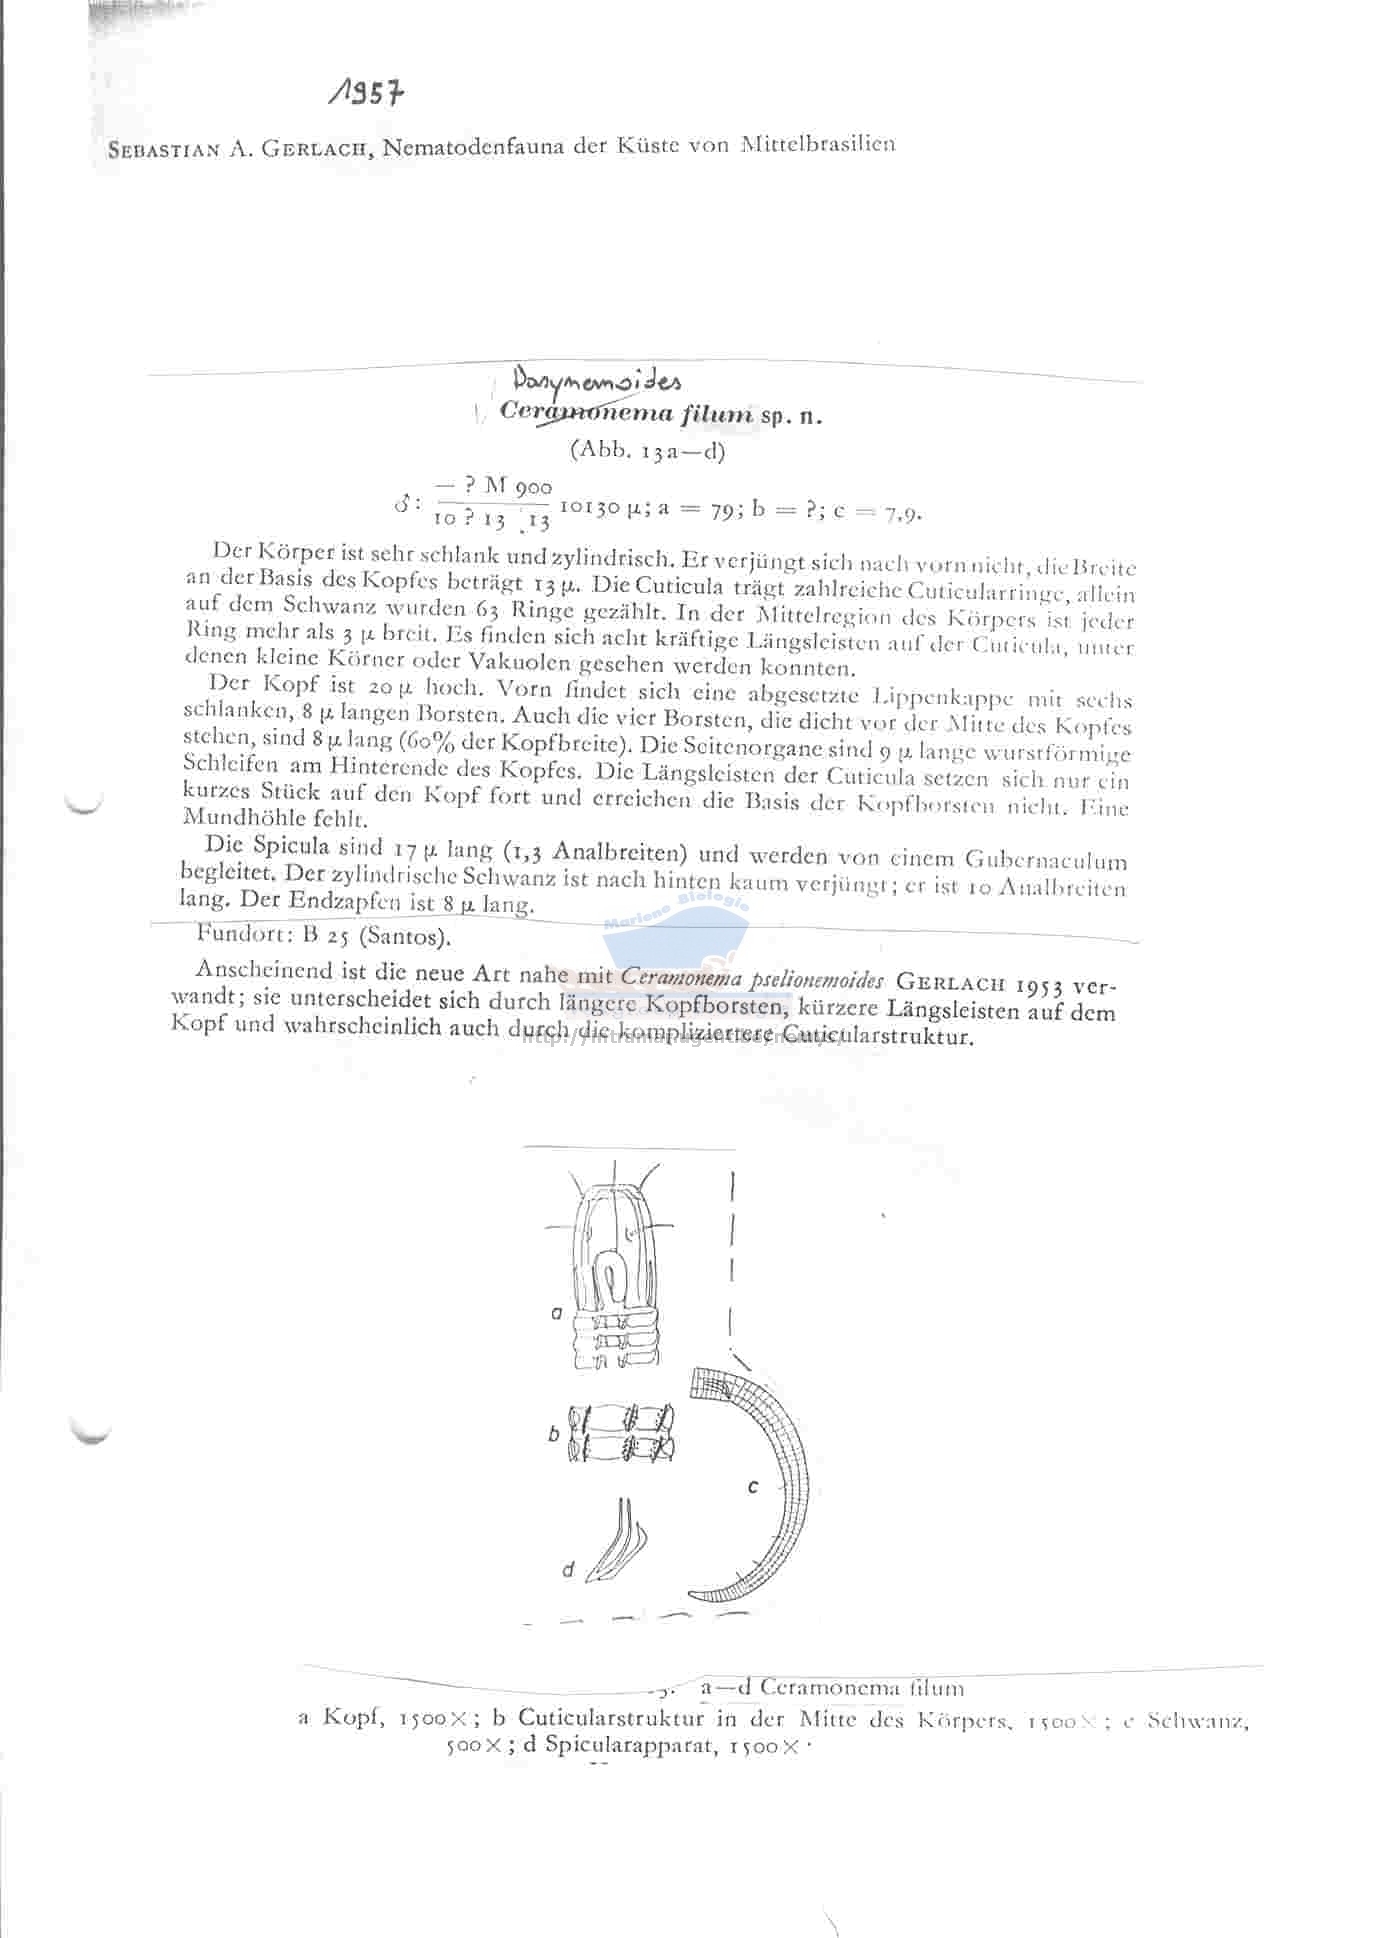 1957
SEBASTIAN A. GERLACH, Nematodenfauna der Küste von Mittelbrasilien
Dasynemoides
Ceramonema filum sp. n.
(Abb. 13a—d)
— ? M 900
♂: 10 ? 13 13 10130 µ; a = 79; b = ?; c = 7,9.
Der Körper ist sehr schlank und zylindrisch. Er verjüngt sich nach vorn nicht, die Breite
an der Basis des Kopfes beträgt 13 µ. Die Cuticula trägt zahlreiche Cuticularringe, allein
auf dem Schwanz wurden 63 Ringe gezählt. In der Mittelregion des Körpers ist jeder
Ring mehr als 3 µ breit. Es finden sich acht kräftige Längsleisten auf der Cuticula, unter
denen kleine Körner oder Vakuolen gesehen werden konnten.
Der Kopf ist 20 µ hoch. Vorn findet sich eine abgesetzte Lippenkappe mit sechs
schlanken, 8 µ langen Borsten. Auch die vier Borsten, die dicht vor der Mitte des Kopfes
stehen, sind 8 µ lang (60% der Kopfbreite). Die Seitenorgane sind 9 µ lange wurstförmige
Schleifen am Hinterende des Kopfes. Die Längsleisten der Cuticula setzen sich nur ein
kurzes Stück auf den Kopf fort und erreichen die Basis der Kopfborsten nicht. Eine
Mundhöhle fehlt.
Die Spicula sind 17 µ lang (1,3 Analbreiten) und werden von einem Gubernaculum
begleitet. Der zylindrische Schwanz ist nach hinten kaum verjüngt; er ist 10 Analbreiten
lang. Der Endzapfen ist 8 µ lang.
Mariene Biologie
Fundort: B 25 (Santos).
Anscheinend ist die neue Art nahe mit Ceramonema pselionemoides GERLACH 1953 ver-
wandt; sie unterscheidet sich durch längere Kopfborsten, kürzere Längsleisten auf dem
Kopf und wahrscheinlich auch durch die kompliziertere Cuticularstruktur.
a
b
c
d
a—d Ceramonema filum
a Kopf, 1500×; b Cuticularstruktur in der Mitte des Körpers, 1500×; c Schwanz,
500×; d Spicularapparat, 1500×